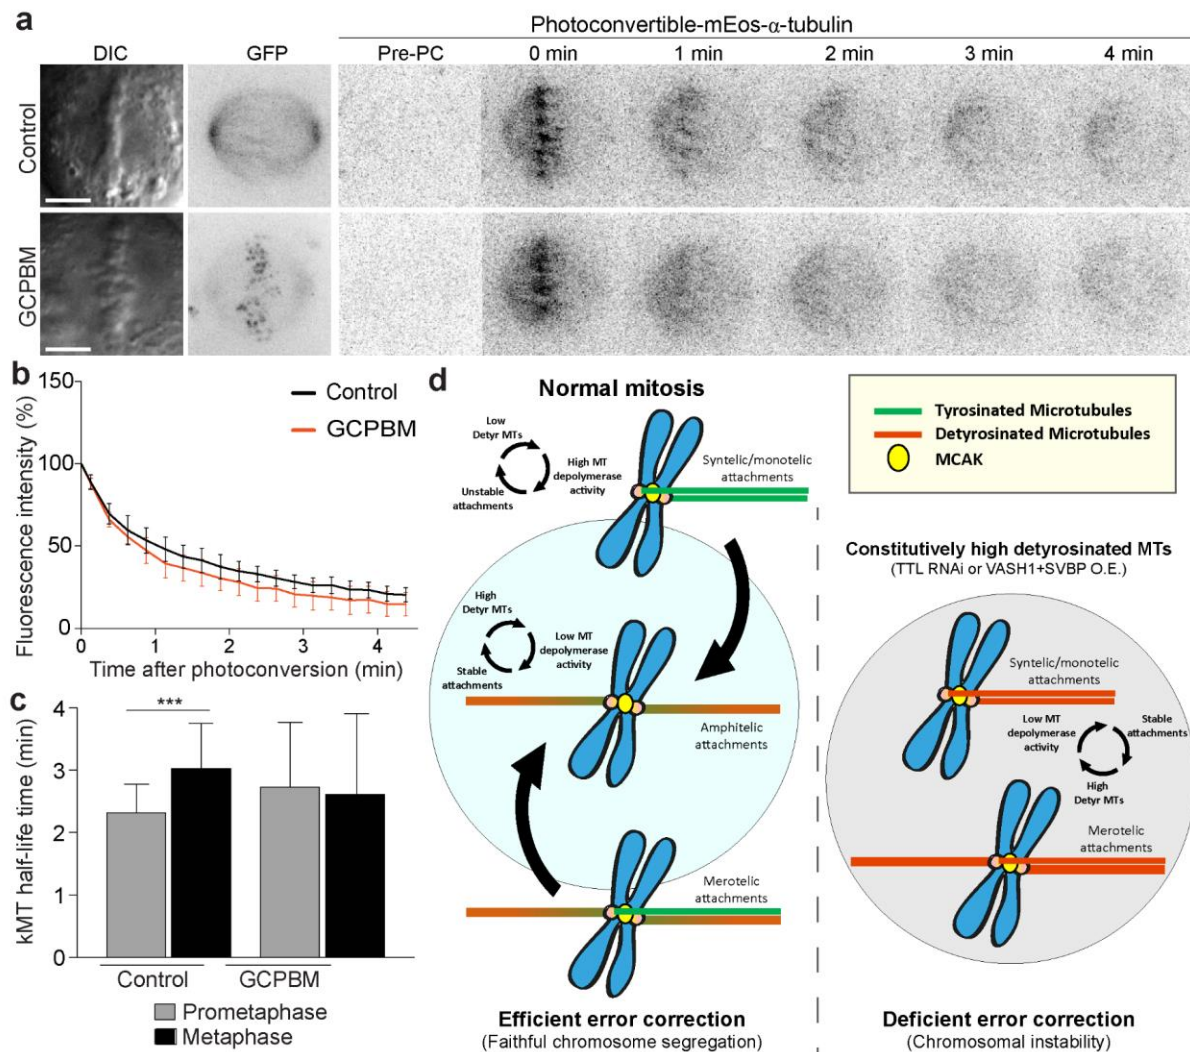 a
Photoconvertible-mEos-α-tubulin
DIC GFP Pre-PC 0 min 1 min 2 min 3 min 4 min
Control
GCPBM
b
Fluorescence intensity (%)
150
100
50
0
Control
GCPBM
0 1 2 3 4
Time after photoconversion (min)
c
kMT half-life time (min)
4
3
2
1
0
***
Control GCPBM
Prometaphase
Metaphase
d
Normal mitosis
Low
Detyr MTs
High MT
depolymerase
activity
Unstable
attachments
Syntelic/monotelic
attachments
High
Detyr MTs
Low MT
depolymerase
activity
Stable
attachments
Amphitelic
attachments
Merotelic
attachments
Efficient error correction
(Faithful chromosome segregation)
Tyrosinated Microtubules
Detyrosinated Microtubules
MCAK
Constitutively high detyrosinated MTs
(TTL RNAi or VASH1+SVBP O.E.)
Syntelic/monotelic
attachments
Low MT
depolymerase
activity
Stable
attachments
High
Detyr MTs
Merotelic
attachments
Deficient error correction
(Chromosomal instability)